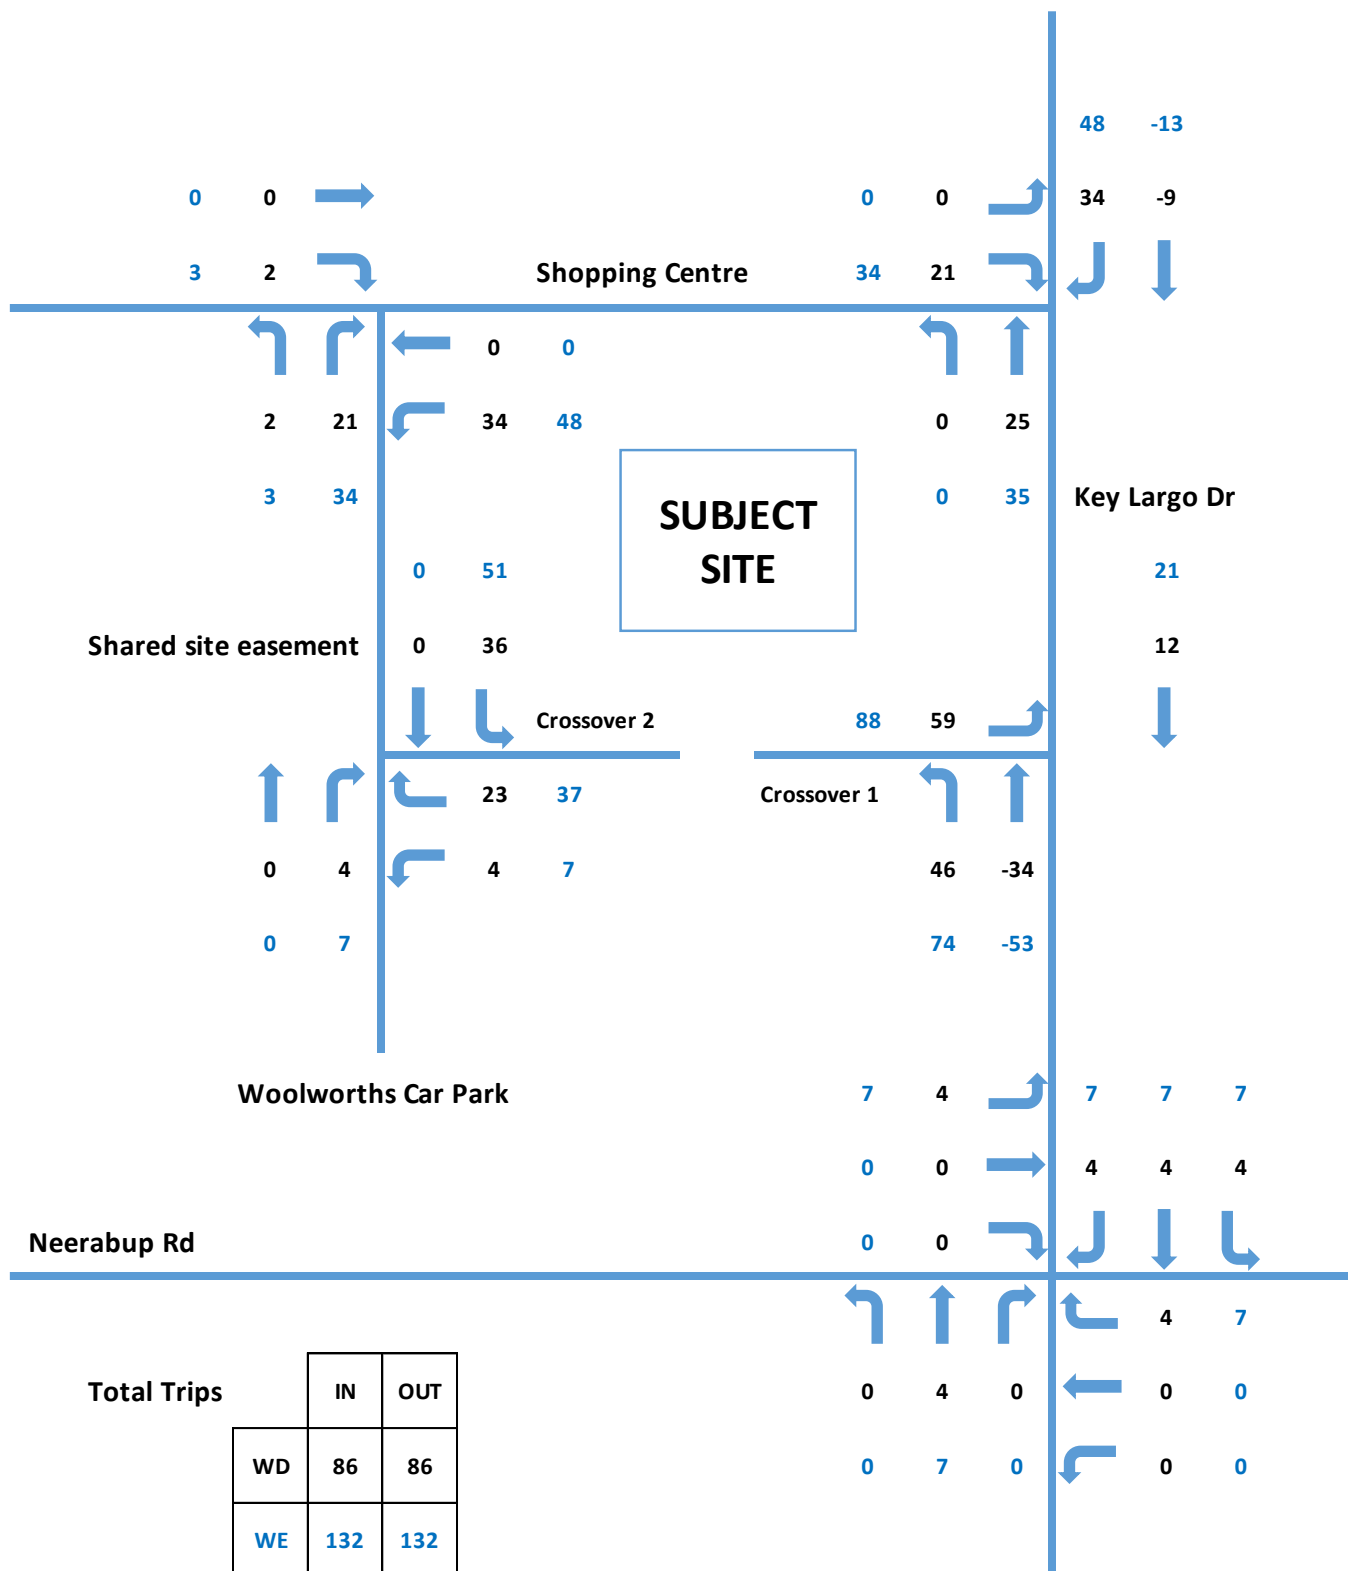 48 -13
0 0 0 0 34 -9
3 2 Shopping Centre 34 21
0 0
2 21 34 48 0 25
3 34 SUBJECT 0 35 Key Largo Dr
0 51 SITE 21
Shared site easement 0 36 12
Crossover 2 88 59
23 37 Crossover 1
0 4 4 7 46 -34
0 7 74 -53
Woolworths Car Park 7 4 7 7 7
0 0 4 4 4
Neerabup Rd 0 0
4 7
Total Trips IN OUT 0 4 0 0 0
WD 86 86 0 7 0 0 0
WE 132 132